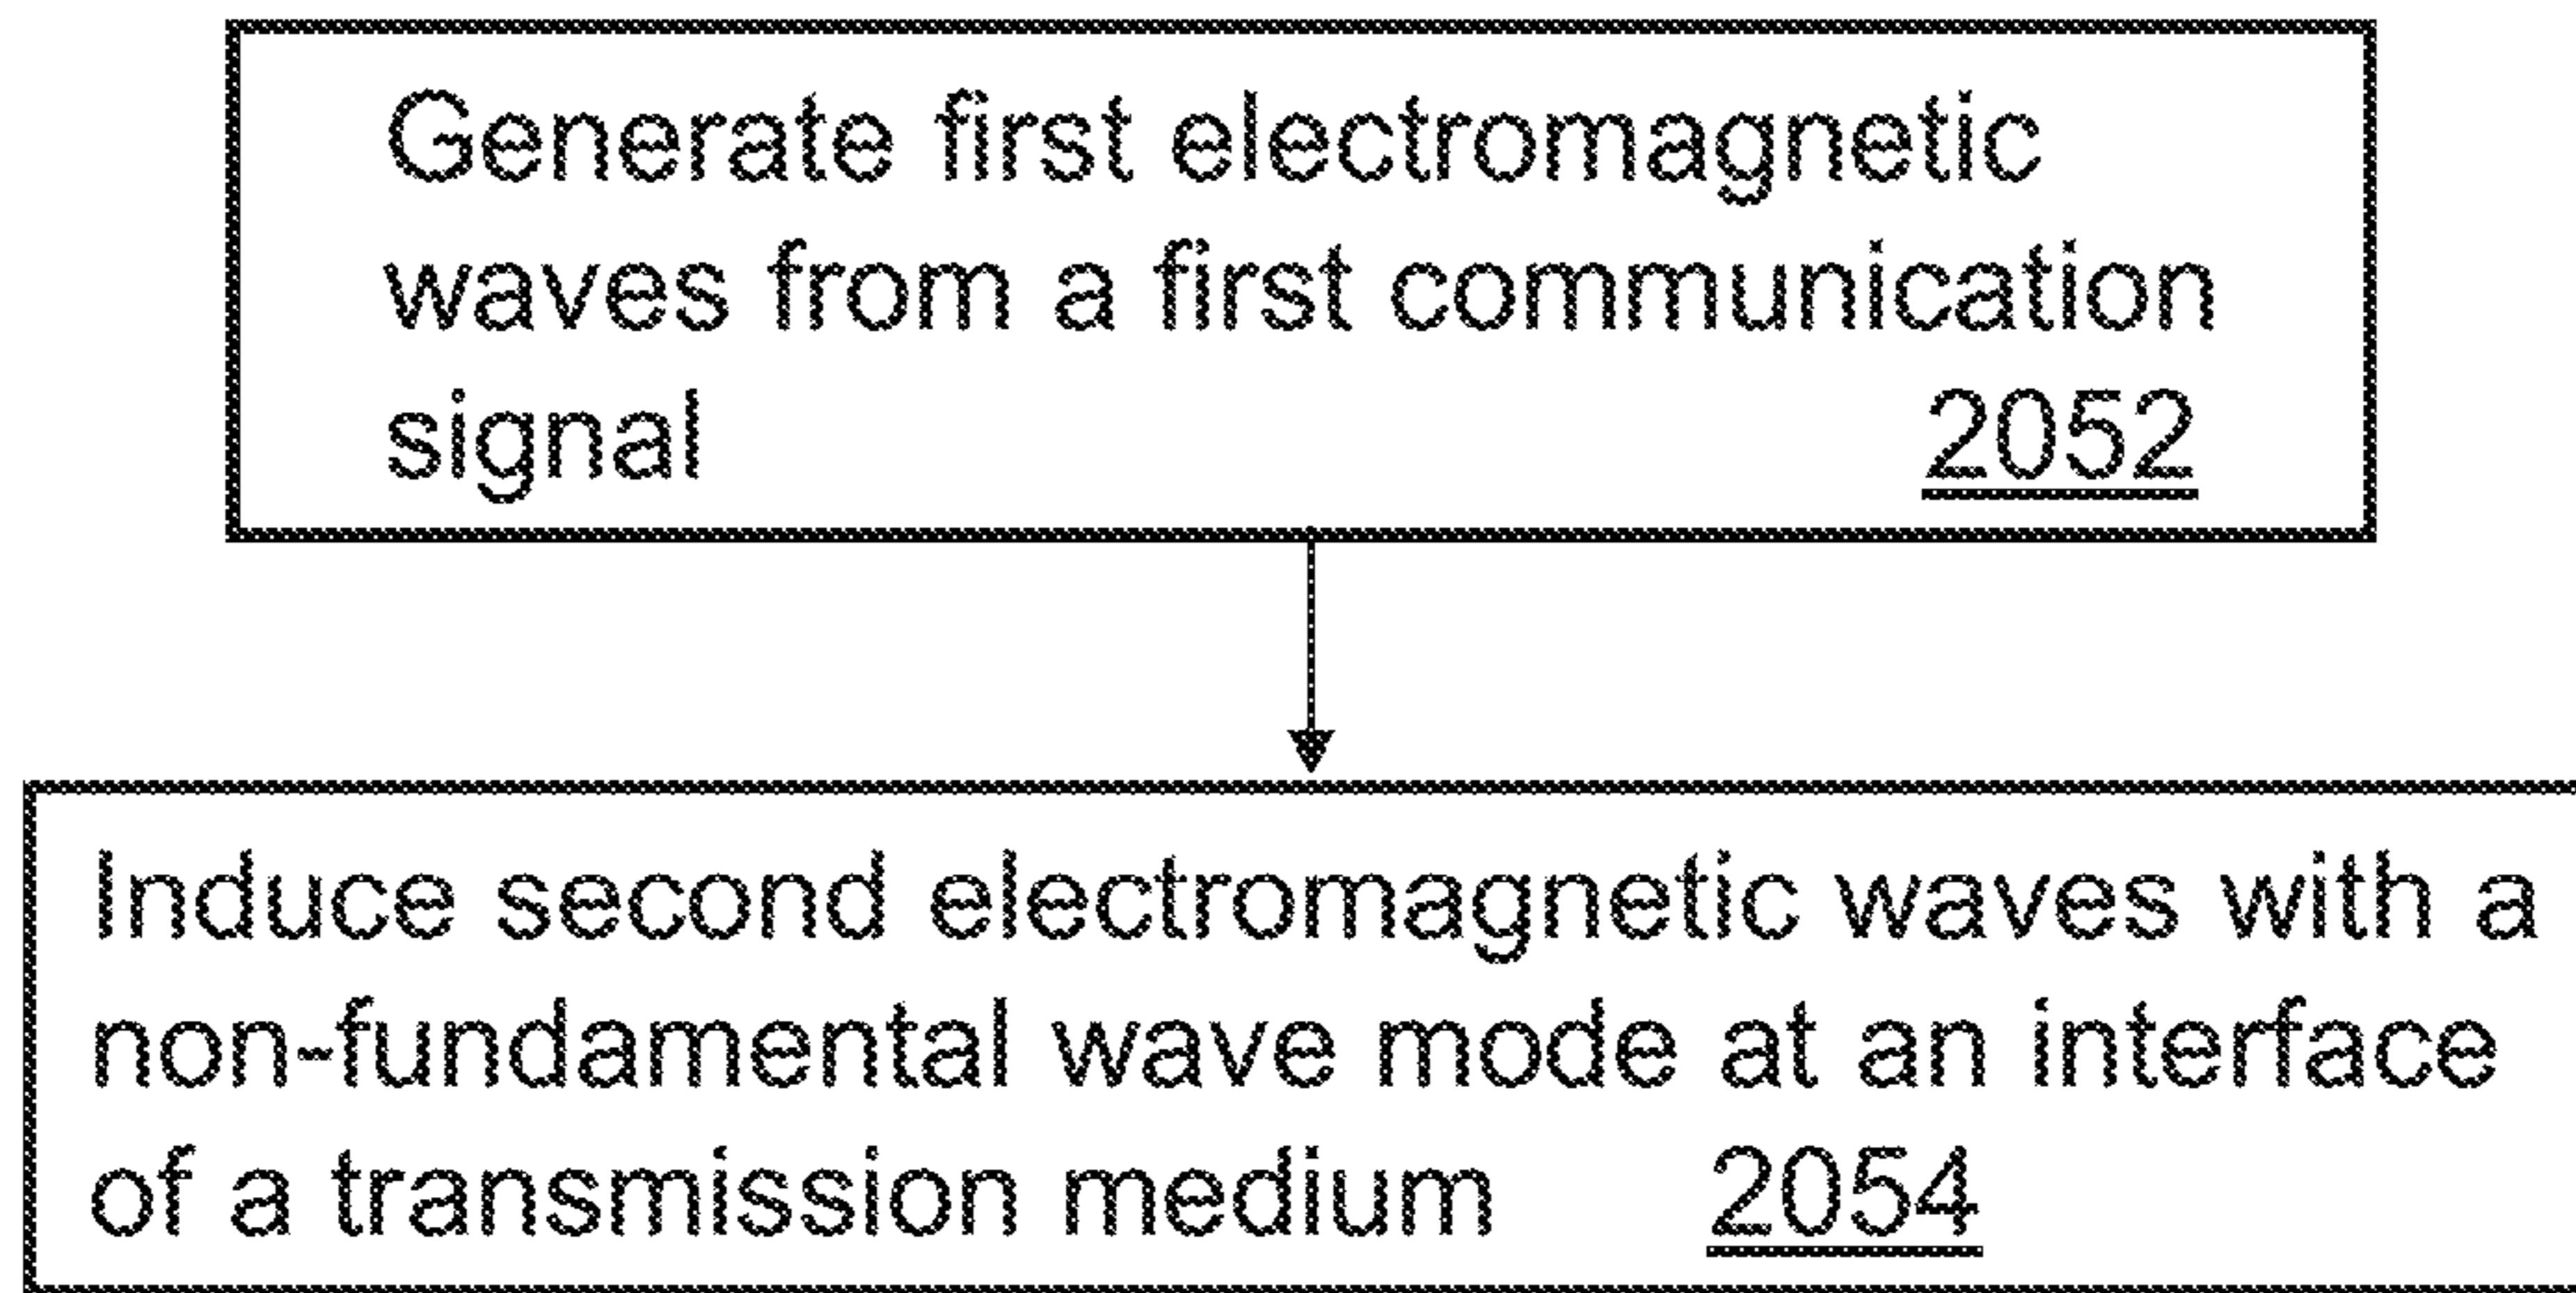 Generate first electromagnetic
waves from a first communication
signal 2052
Induce second electromagnetic waves with a
non-fundamental wave mode at an interface
of a transmission medium 2054